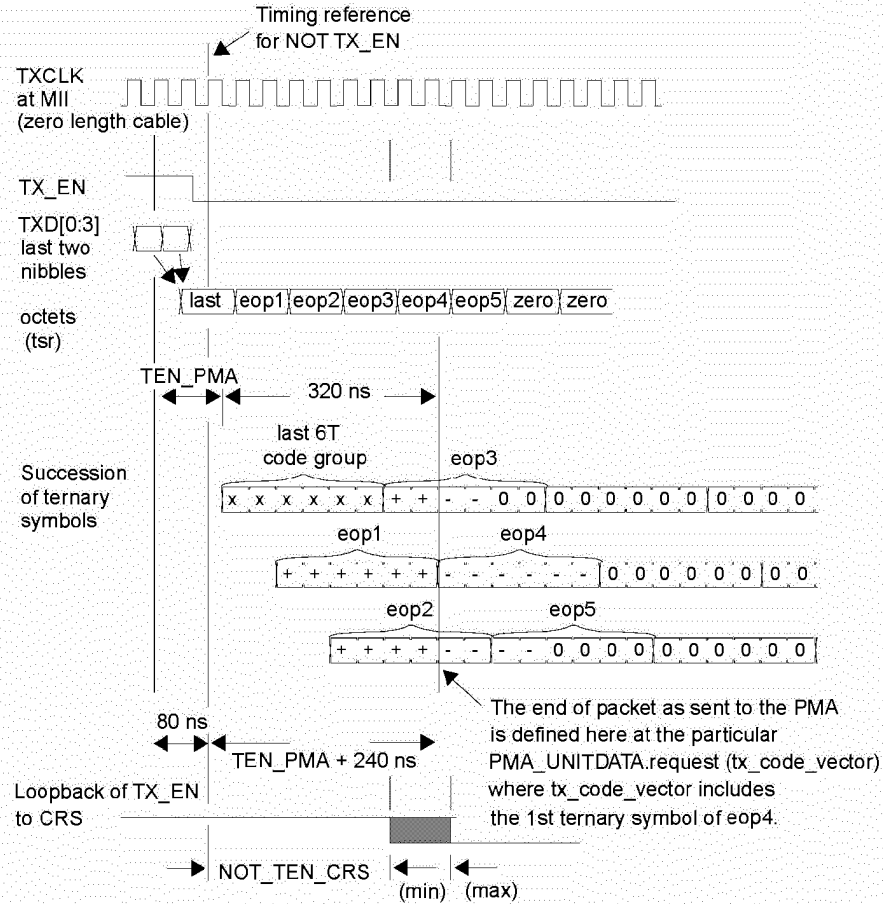 Timing reference
for NOT TX_EN
TXCLK
at MII
(zero length cable)
TX_EN
TXD[0:3]
last two
nibbles
octets
(tsr)
last eop1 eop2 eop3 eop4 eop5 zero zero
TEN_PMA
320 ns
last 6T
code group
eop3
Succession
of ternary
symbols
x x x x x x + + - - 0 0 0 0 0 0 0 0 0 0 0 0
eop1
eop4
+ + + + + + - - - - - - 0 0 0 0 0 0 0 0
eop2
eop5
+ + + + - - - - 0 0 0 0 0 0 0 0 0 0
The end of packet as sent to the PMA
is defined here at the particular
PMA_UNITDATA.request (tx_code_vector)
where tx_code_vector includes
the 1st ternary symbol of eop4.
80 ns
TEN_PMA + 240 ns
Loopback of TX_EN
to CRS
NOT_TEN_CRS
(min)
(max)